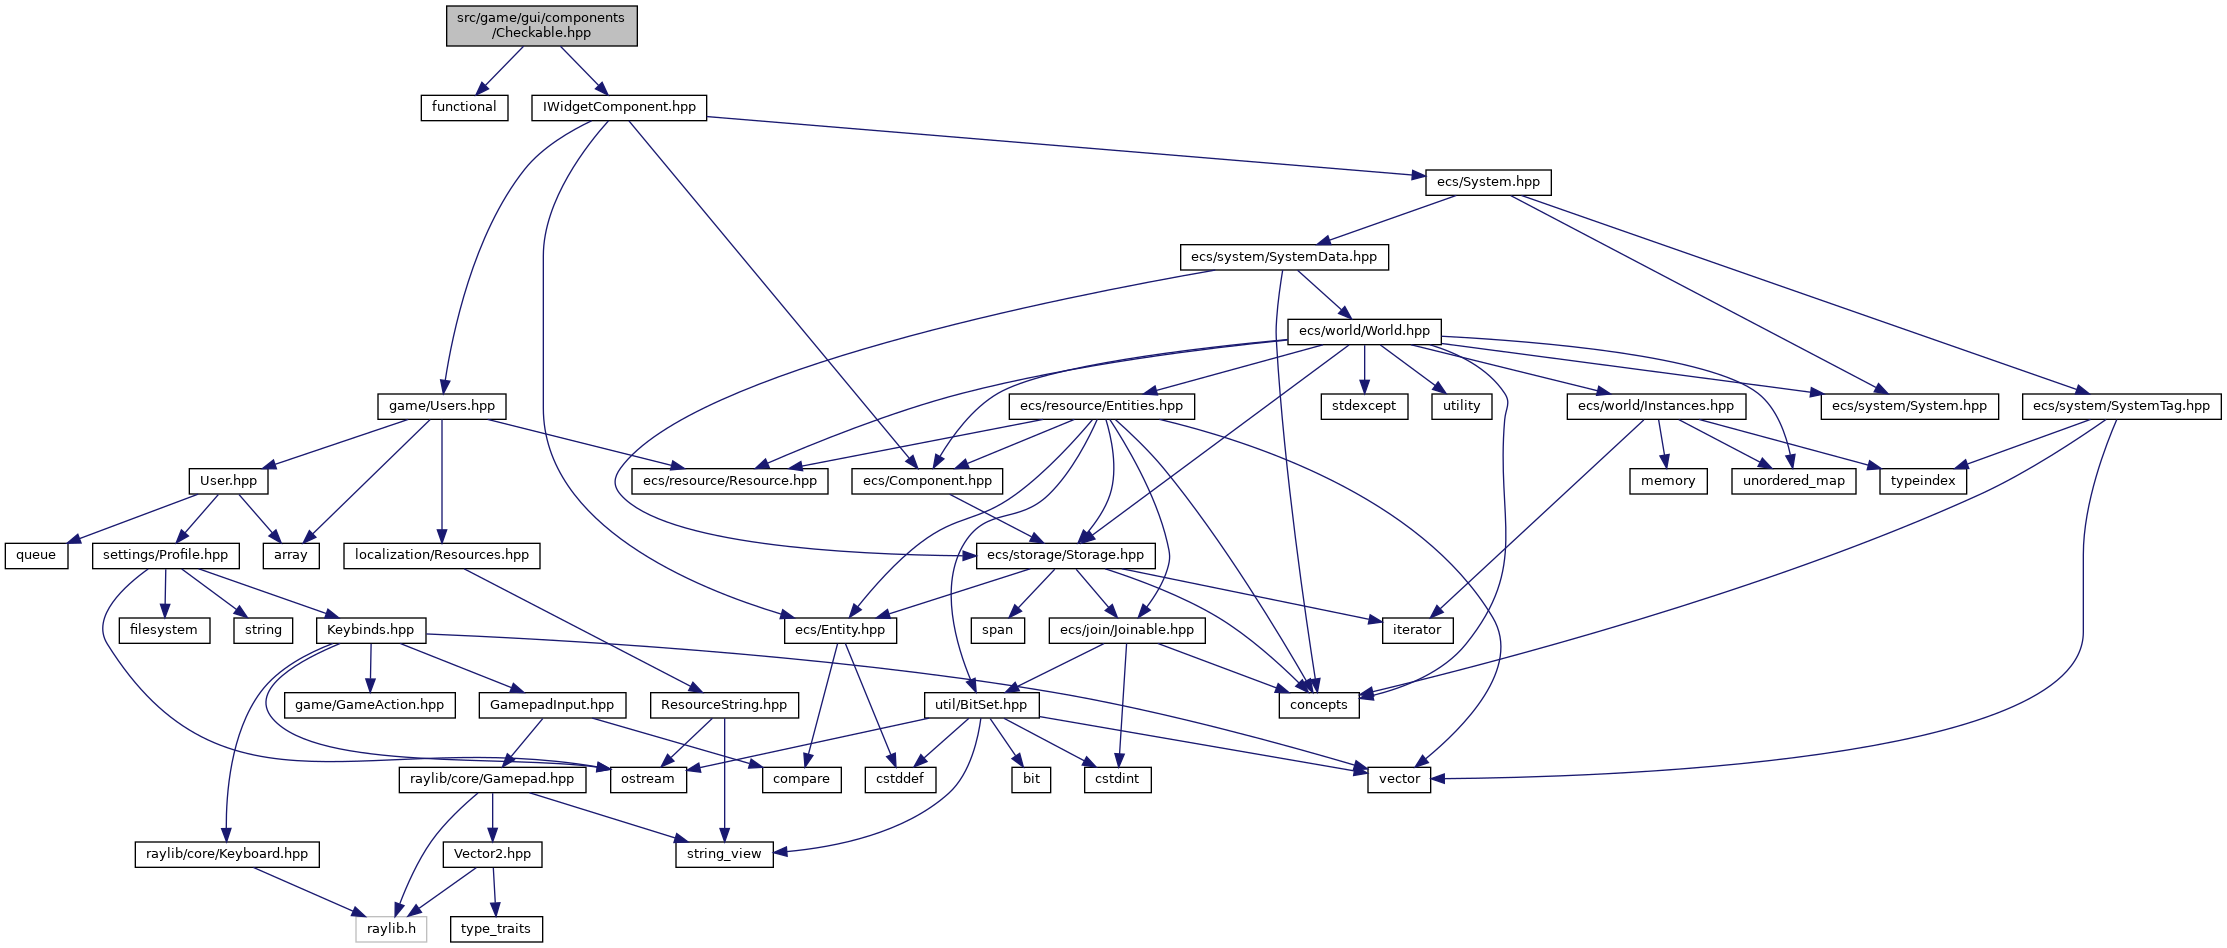 src/game/gui/components
/Checkable.hpp
functional
IWidgetComponent.hpp
ecs/System.hpp
ecs/system/SystemData.hpp
ecs/world/World.hpp
game/Users.hpp
ecs/resource/Entities.hpp
stdexcept
utility
ecs/world/Instances.hpp
ecs/system/System.hpp
ecs/system/SystemTag.hpp
User.hpp
ecs/resource/Resource.hpp
ecs/Component.hpp
memory
unordered_map
typeindex
queue
settings/Profile.hpp
array
localization/Resources.hpp
ecs/storage/Storage.hpp
filesystem
string
Keybinds.hpp
ecs/Entity.hpp
span
ecs/join/Joinable.hpp
iterator
game/GameAction.hpp
GamepadInput.hpp
ResourceString.hpp
util/BitSet.hpp
concepts
raylib/core/Gamepad.hpp
ostream
compare
cstddef
bit
cstdint
vector
raylib/core/Keyboard.hpp
Vector2.hpp
string_view
raylib.h
type_traits